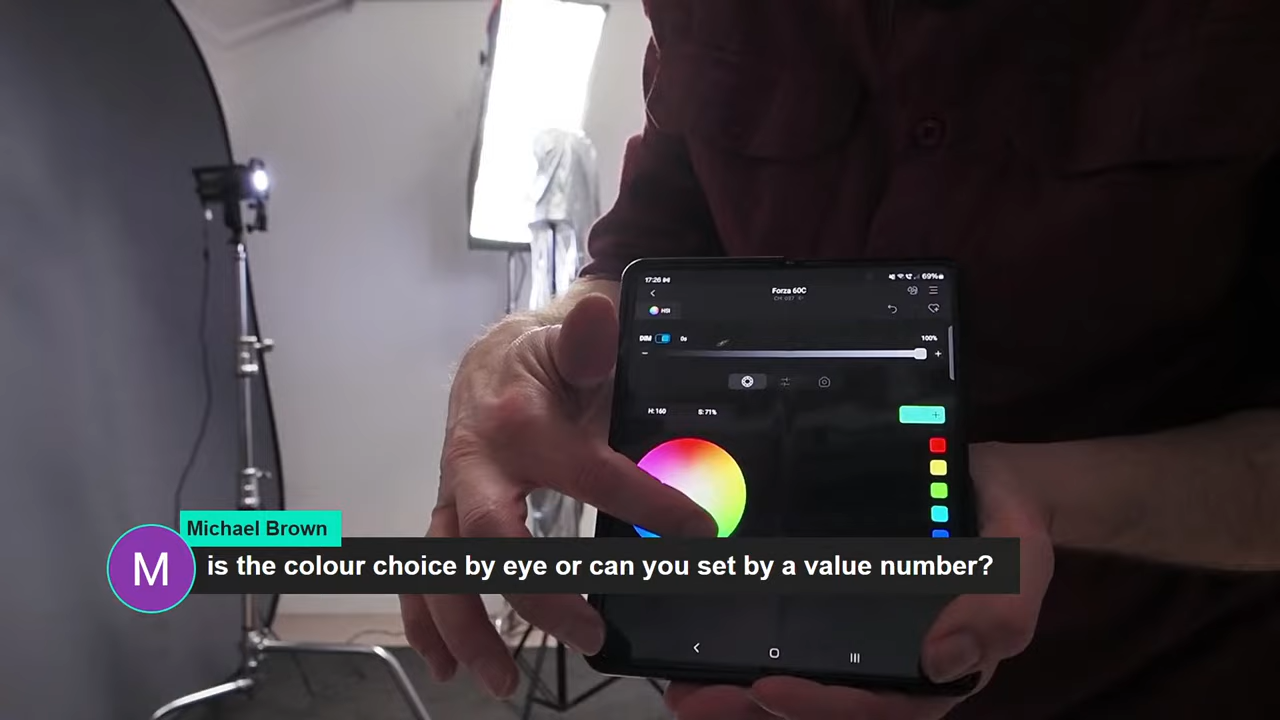 17:26
69%
Forza 60C
HSI
DIM
0s
100%
H: 160
S: 71%
Michael Brown
M
is the colour choice by eye or can you set by a value number?